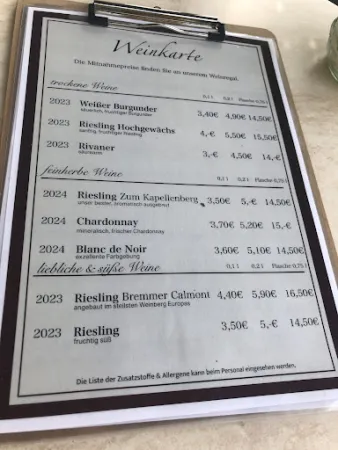 Weinkarte
Die Mitnahmepreise finden Sie an unserem Weinregal.
trockene Weine 0,1 l 0,2 l Flasche 0,75 l
2023 Weißer Burgunder 3,40€ 4,90€ 14,50€
fruchtiger Burgunder
2023 Riesling Hochgewächs 4,-€ 5,50€ 15,50€
2023 Rivaner 3,-€ 4,50€ 14,-€
feinherbe Weine 0,1 l 0,2 l Flasche 0,75 l
2024 Riesling Zum Kapellenberg 3,50€ 5,-€ 14,50€
unser beider, aromatisch
2024 Chardonnay 3,70€ 5,20€ 15,-€
mineralisch, frischer Chardonnay
2024 Blanc de Noir 3,60€ 5,10€ 14,50€
exzellente Farbgebung
liebliche & süße Weine 0,1 l 0,2 l Flasche 0,75 l
2023 Riesling Bremmer Calmont 4,40€ 5,90€ 16,50€
angebaut im steilsten Weinberg Europas
2023 Riesling 3,50€ 5,-€ 14,50€
fruchtig süß
Die Liste der Zusatzstoffe & Allergene kann beim Personal eingesehen werden.